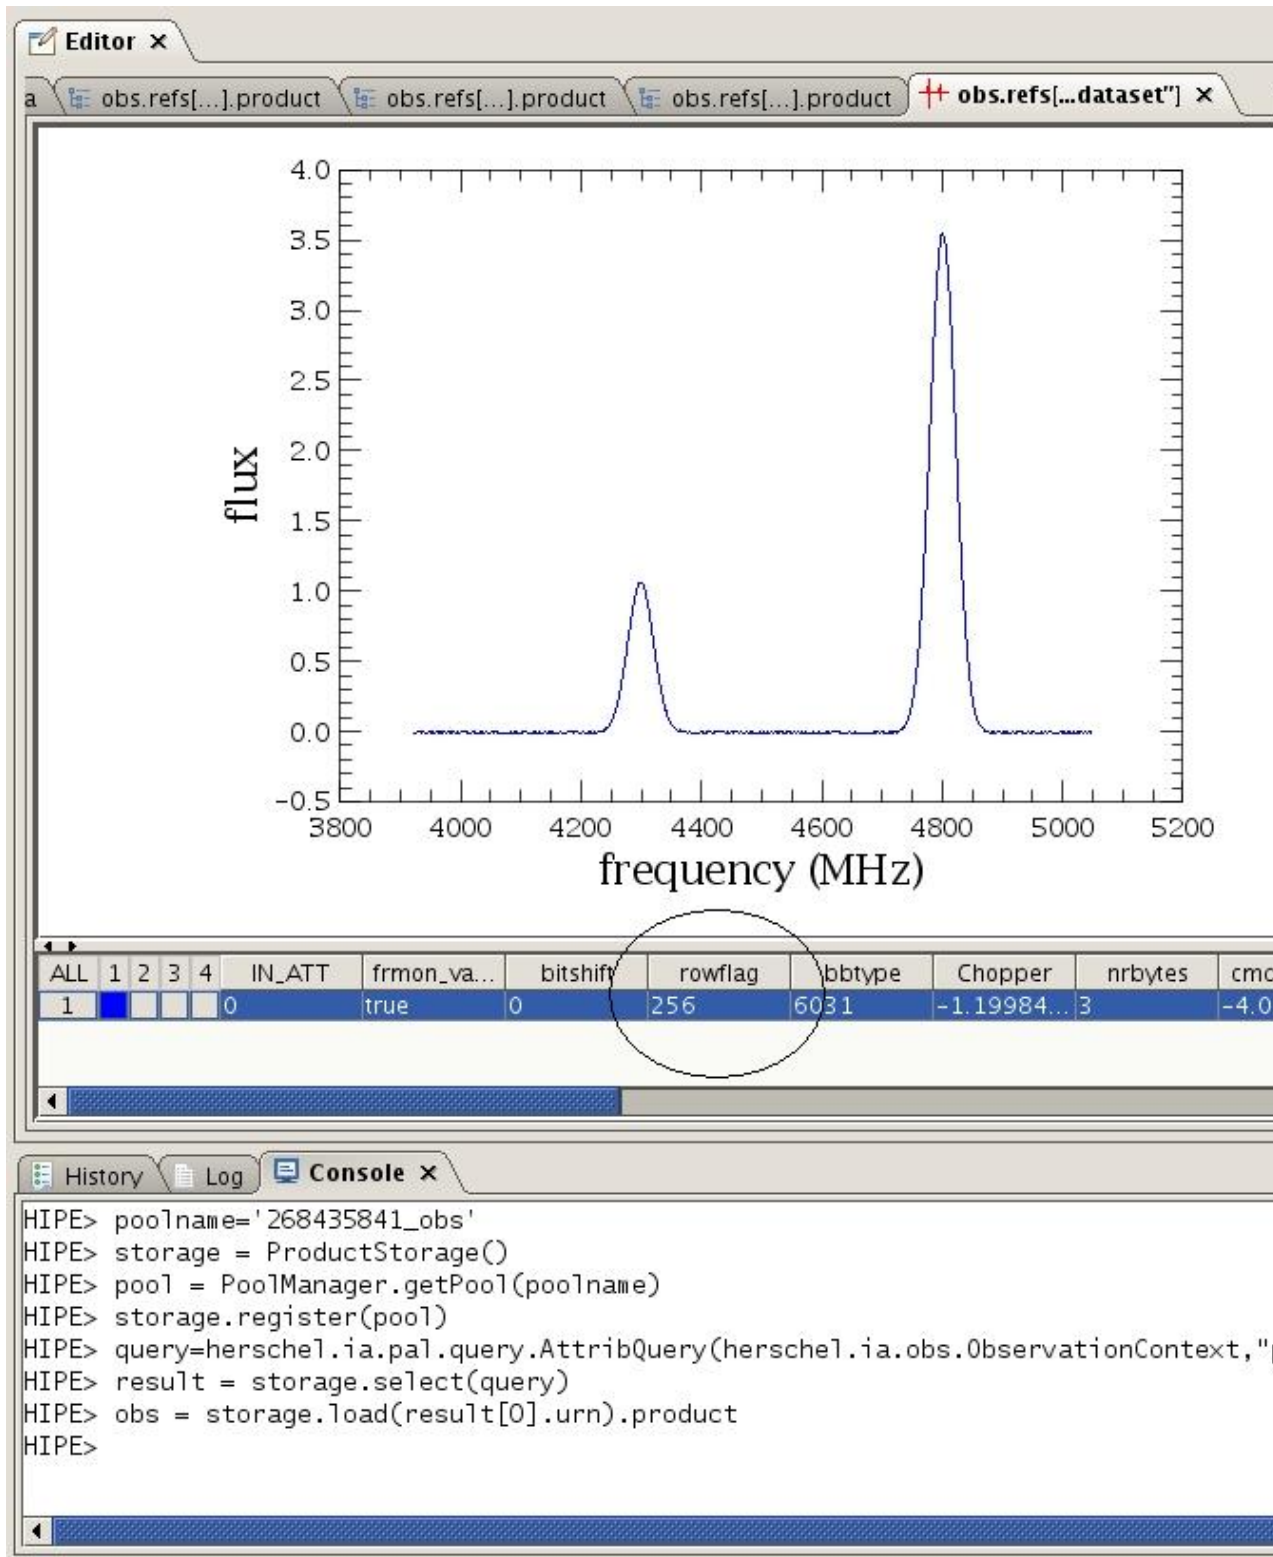 Editor
a obs.refs[...].product obs.refs[...].product obs.refs[...].product obs.refs[...dataset"]
4.0
3.5
3.0
2.5
2.0
1.5
1.0
0.5
0.0
-0.5
flux
3800 4000 4200 4400 4600 4800 5000 5200
frequency (MHz)
ALL 1 2 3 4 IN_ATT frmon_va... bitshift rowflag bbtype Chopper nrbytes cmd
1 0 true 0 256 6031 -1.19984... 3 -4.0
History Log Console
HIPE> poolname='268435841_obs'
HIPE> storage = ProductStorage()
HIPE> pool = PoolManager.getPool(poolname)
HIPE> storage.register(pool)
HIPE> query=herschel.ia.pal.query.AttribQuery(herschel.ia.obs.ObservationContext,"
HIPE> result = storage.select(query)
HIPE> obs = storage.load(result[0].urn).product
HIPE>